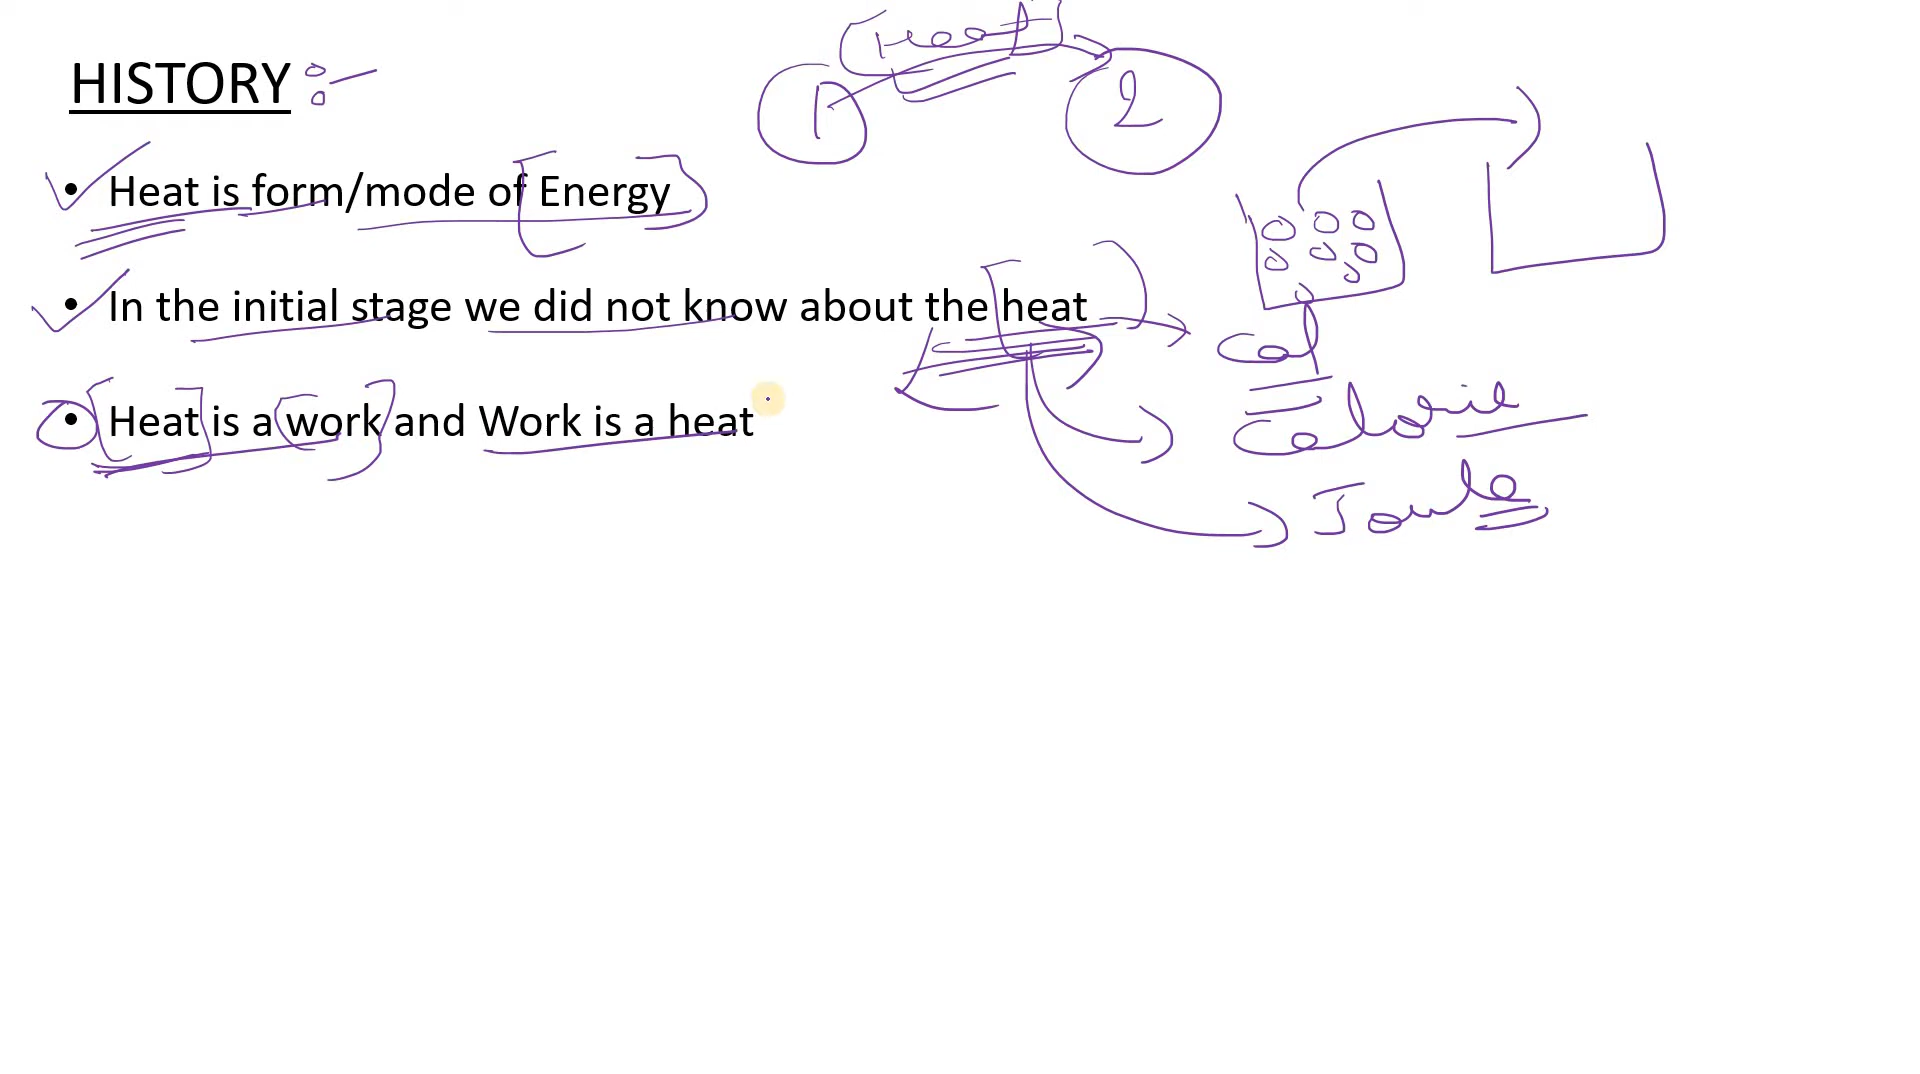 Heat
HISTORY :-
1 2
• Heat is form/mode of Energy
• In the initial stage we did not know about the heat
cal
• Heat is a work and Work is a heat
Calorie
Joule